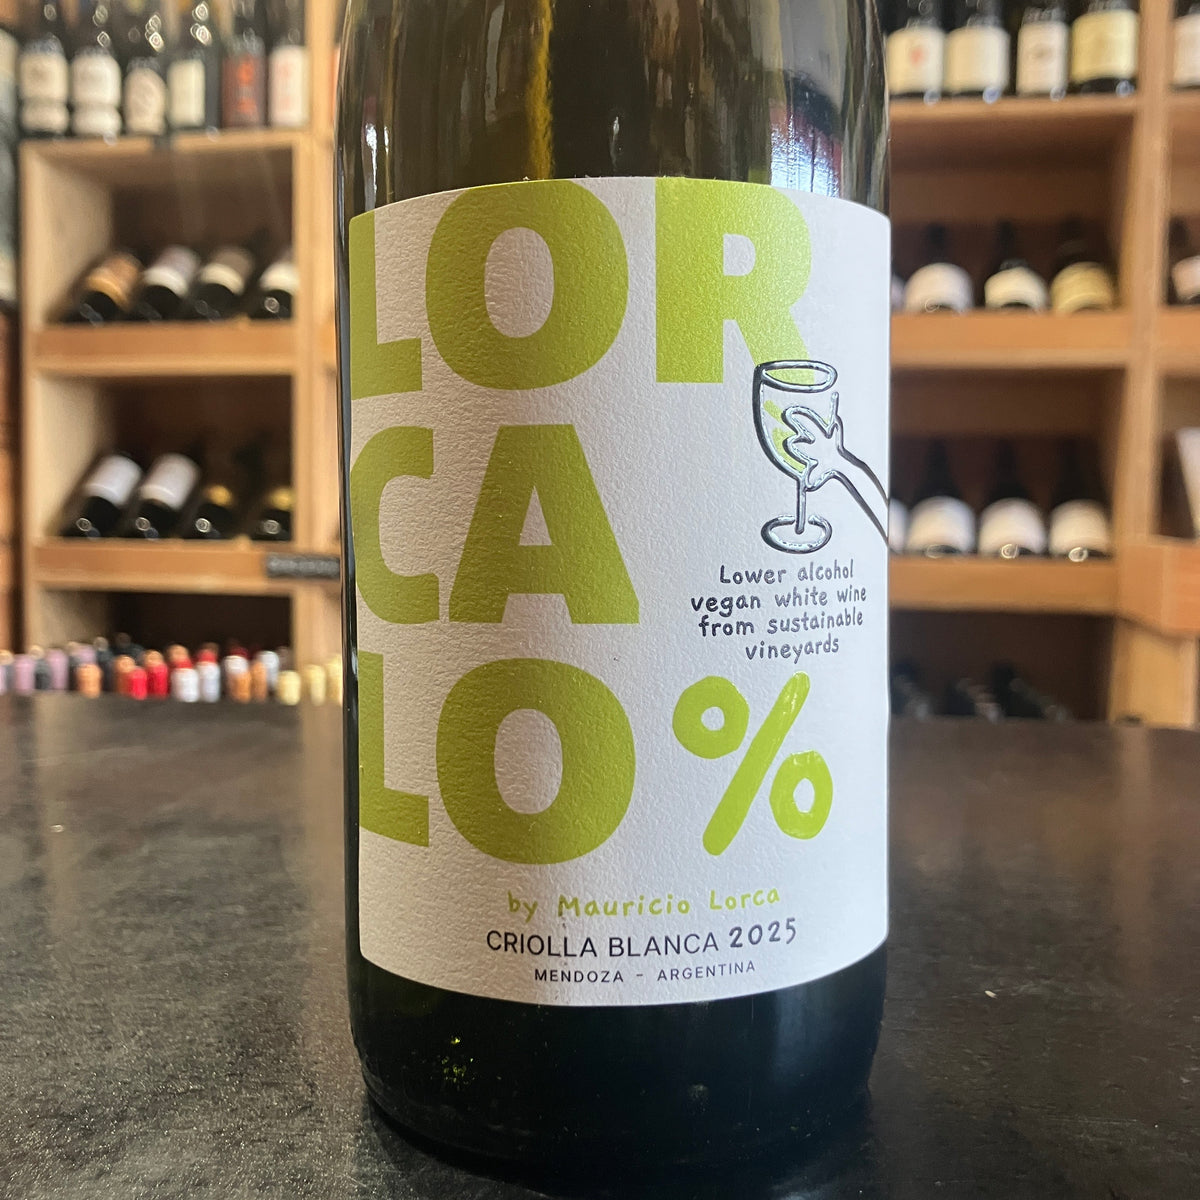 LOR
CA
LO %
Lower alcohol
vegan white wine
from sustainable
vineyards
by Mauricio Lorca
CRIOLLA BLANCA 2025
MENDOZA - ARGENTINA